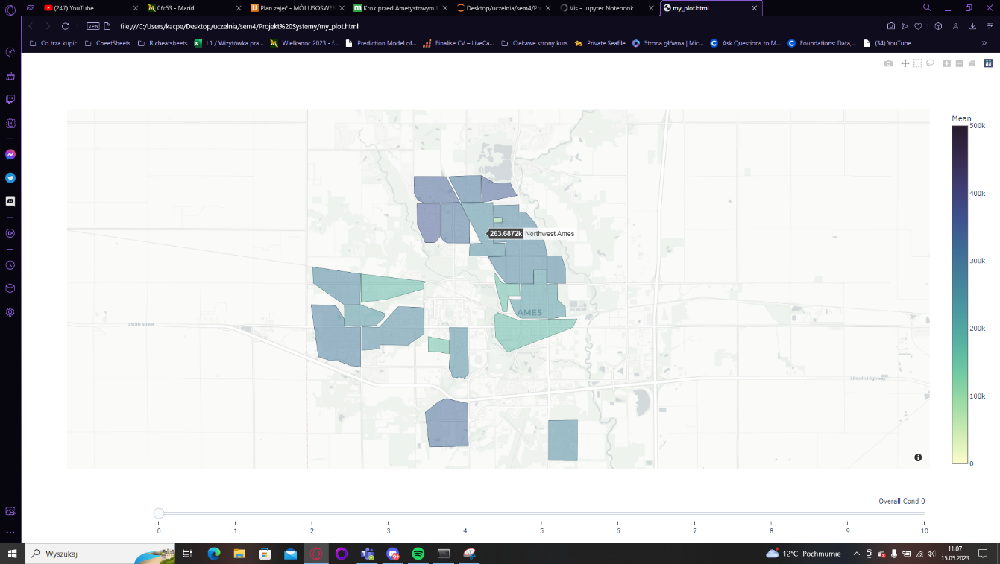 (247) YouTube
06:53 - Marid
Plan zajęć - MÓJ USOSWEB
Krok przed Ametystowym
Desktop/uczelnia/sem4/Pro
Vis - Jupyter Notebook
my_plot.html
VPN
file:///C:/Users/kacpe/Desktop/uczelnia/sem4/Projekt%20Systemy/my_plot.html
Co trza kupic
CheetSheets
R cheatsheets
L1 / Wizytówka pra...
Wielkanoc 2023 - f...
Prediction Model of...
Finalise CV – LiveCa...
Ciekawe strony kurs
Private Seafile
Strona główna | Mic...
Ask Questions to M...
Foundations: Data,...
(34) YouTube
»
Mean
500k
400k
300k
200k
100k
0
263.6872k Northwest Ames
AMES
Lincoln Highway
Overall Cond 0
0 1 2 3 4 5 6 7 8 9 10
Wyszukaj
12°C Pochmurnie
11:07
15.05.2023